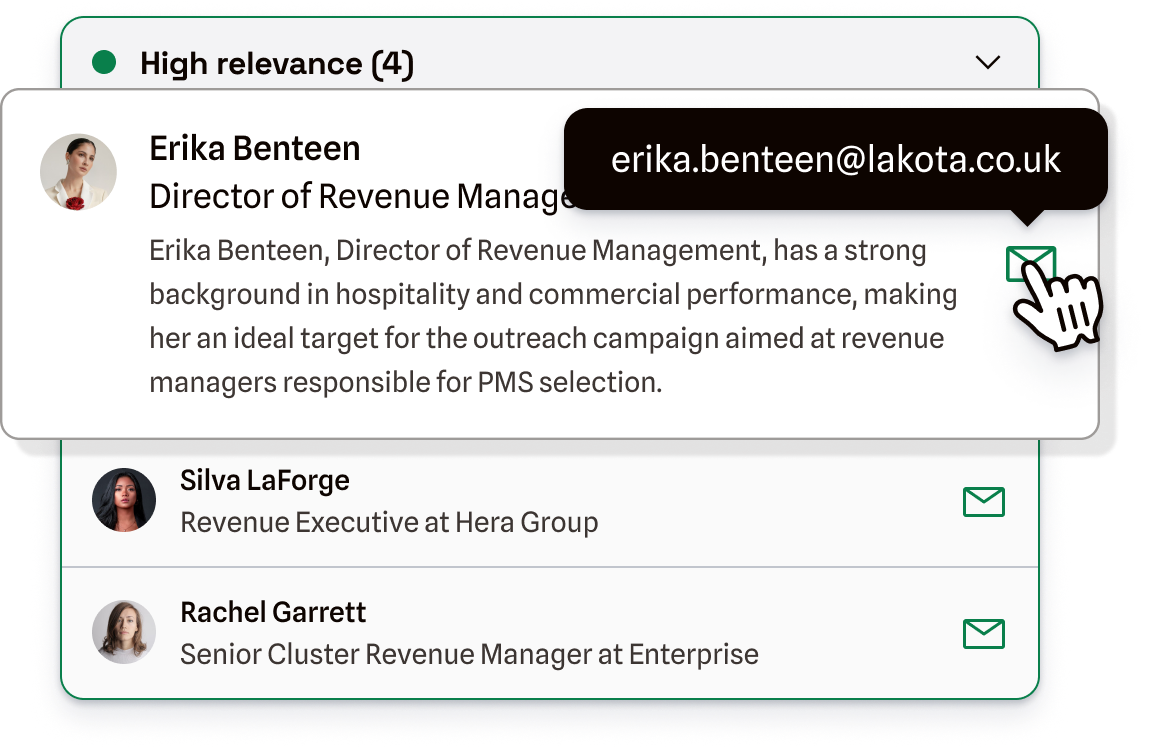 High relevance (4)
Erika Benteen
erika.benteen@lakota.co.uk
Director of Revenue
Erika Benteen, Director of Revenue Management, has a strong
background in hospitality and commercial performance, making
her an ideal target for the outreach campaign aimed at revenue
managers responsible for PMS selection.
Silva LaForge
Revenue Executive at Hera Group
Rachel Garrett
Senior Cluster Revenue Manager at Enterprise